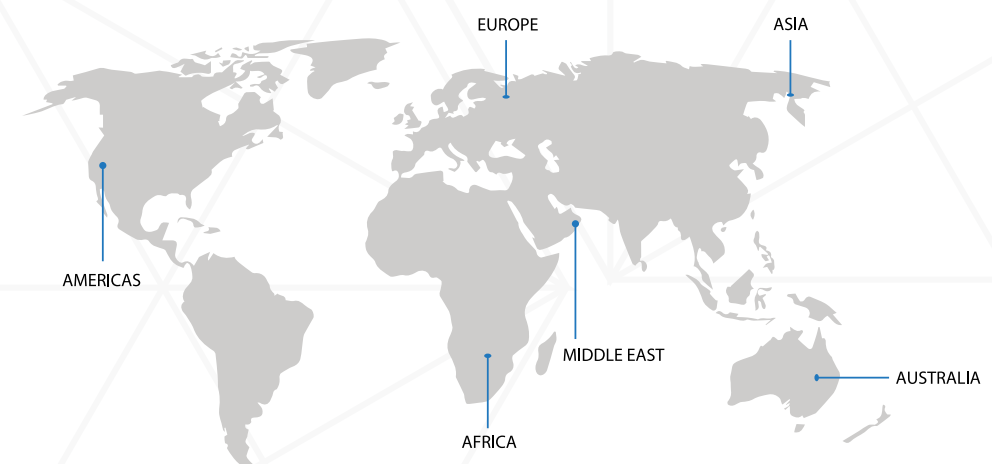 EUROPE
ASIA
AMERICAS
MIDDLE EAST
AUSTRALIA
AFRICA